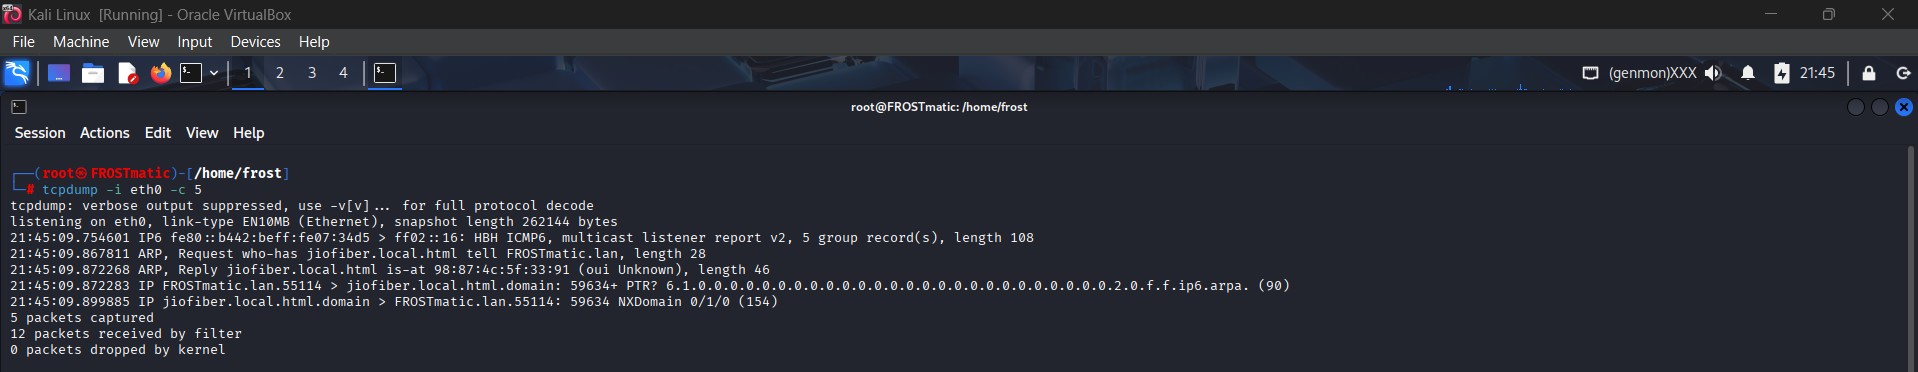 Kali Linux [Running] - Oracle VirtualBox
File Machine View Input Devices Help
1 2 3 4 (genmon)XXX 21:45
root@FROSTmatic: /home/frost
Session Actions Edit View Help
┌──(root㉿FROSTmatic)-[/home/frost]
└─# tcpdump -i eth0 -c 5
tcpdump: verbose output suppressed, use -v[v]... for full protocol decode
listening on eth0, link-type EN10MB (Ethernet), snapshot length 262144 bytes
21:45:09.754601 IP6 fe80::b442:beff:fe07:34d5 > ff02::16: HBH ICMP6, multicast listener report v2, 5 group record(s), length 108
21:45:09.867811 ARP, Request who-has jiofiber.local.html tell FROSTmatic.lan, length 28
21:45:09.872268 ARP, Reply jiofiber.local.html is-at 98:87:4c:5f:33:91 (oui Unknown), length 46
21:45:09.872283 IP FROSTmatic.lan.55114 > jiofiber.local.html.domain: 59634+ PTR? 6.1.0.0.0.0.0.0.0.0.0.0.0.0.0.0.0.0.0.0.0.0.0.0.0.0.0.0.2.0.f.f.ip6.arpa. (90)
21:45:09.899885 IP jiofiber.local.html.domain > FROSTmatic.lan.55114: 59634 NXDomain 0/1/0 (154)
5 packets captured
12 packets received by filter
0 packets dropped by kernel